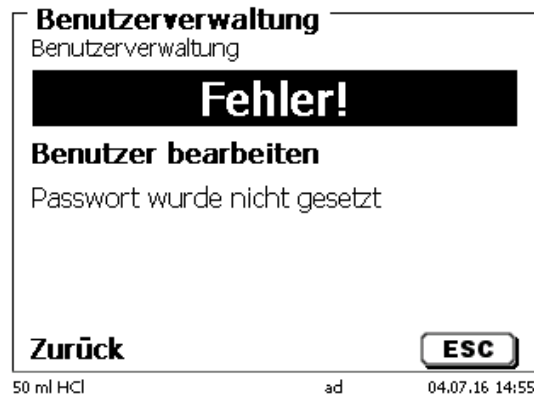 Benutzerverwaltung
Benutzerverwaltung
Fehler!
Benutzer bearbeiten
Passwort wurde nicht gesetzt
Zurück ESC
50 ml HCl ad 04.07.16 14:55